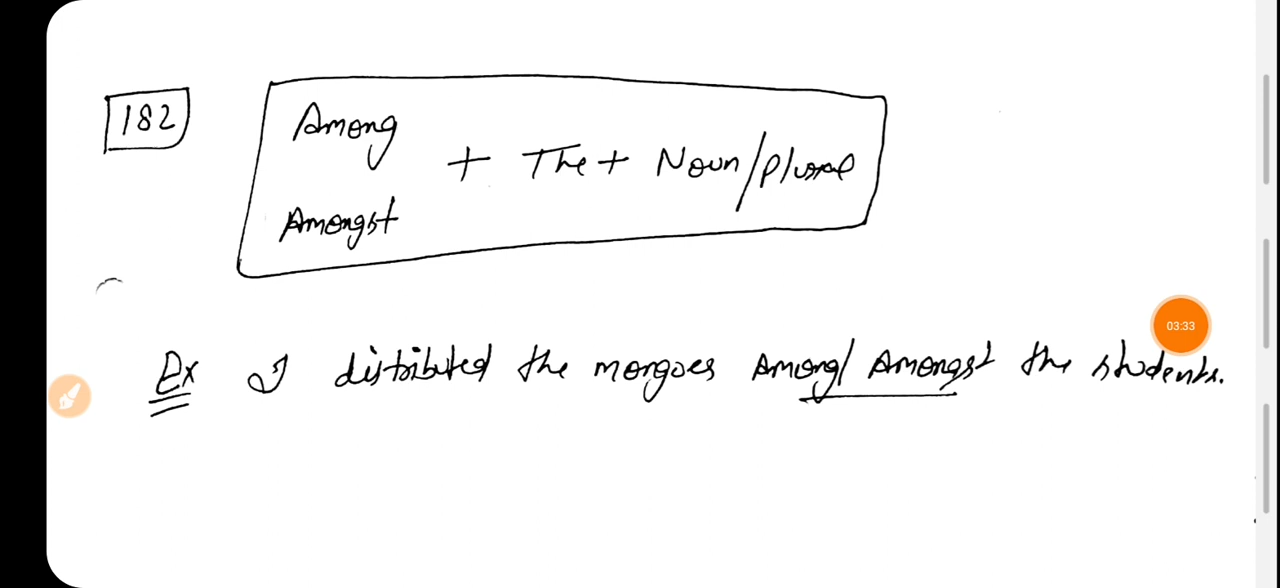 182
Among
+ The + Noun/plural
Amongst
03:33
Ex I distributed the mangoes Among/Amongst the students.